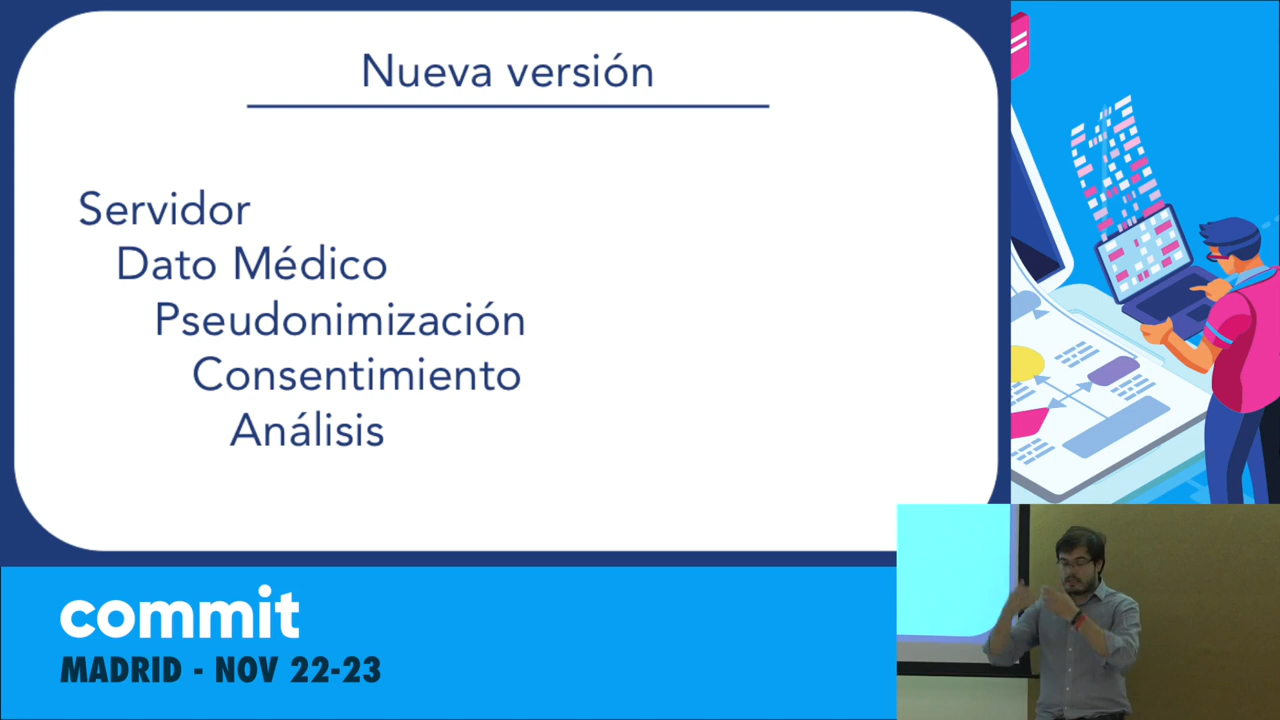 Nueva versión
Servidor
Dato Médico
Pseudonimización
Consentimiento
Análisis
commit
MADRID - NOV 22-23